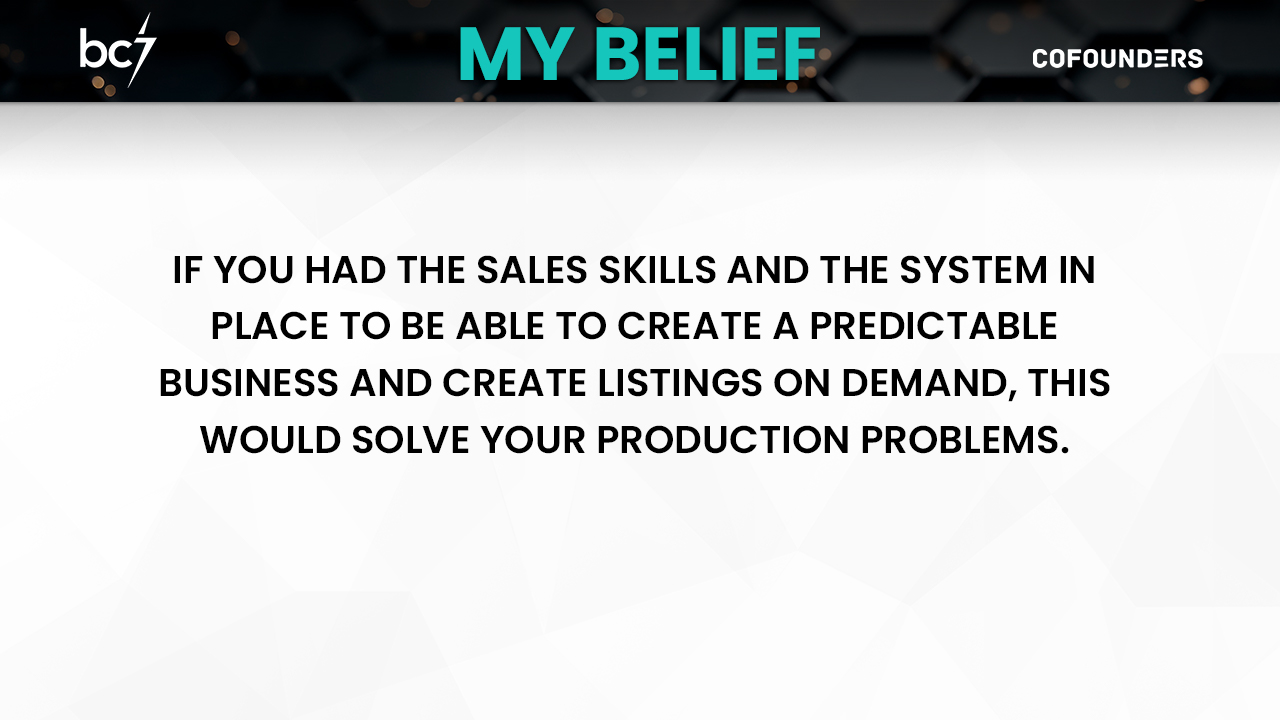 bc7
MY BELIEF
COFOUNDERS
IF YOU HAD THE SALES SKILLS AND THE SYSTEM IN
PLACE TO BE ABLE TO CREATE A PREDICTABLE
BUSINESS AND CREATE LISTINGS ON DEMAND, THIS
WOULD SOLVE YOUR PRODUCTION PROBLEMS.